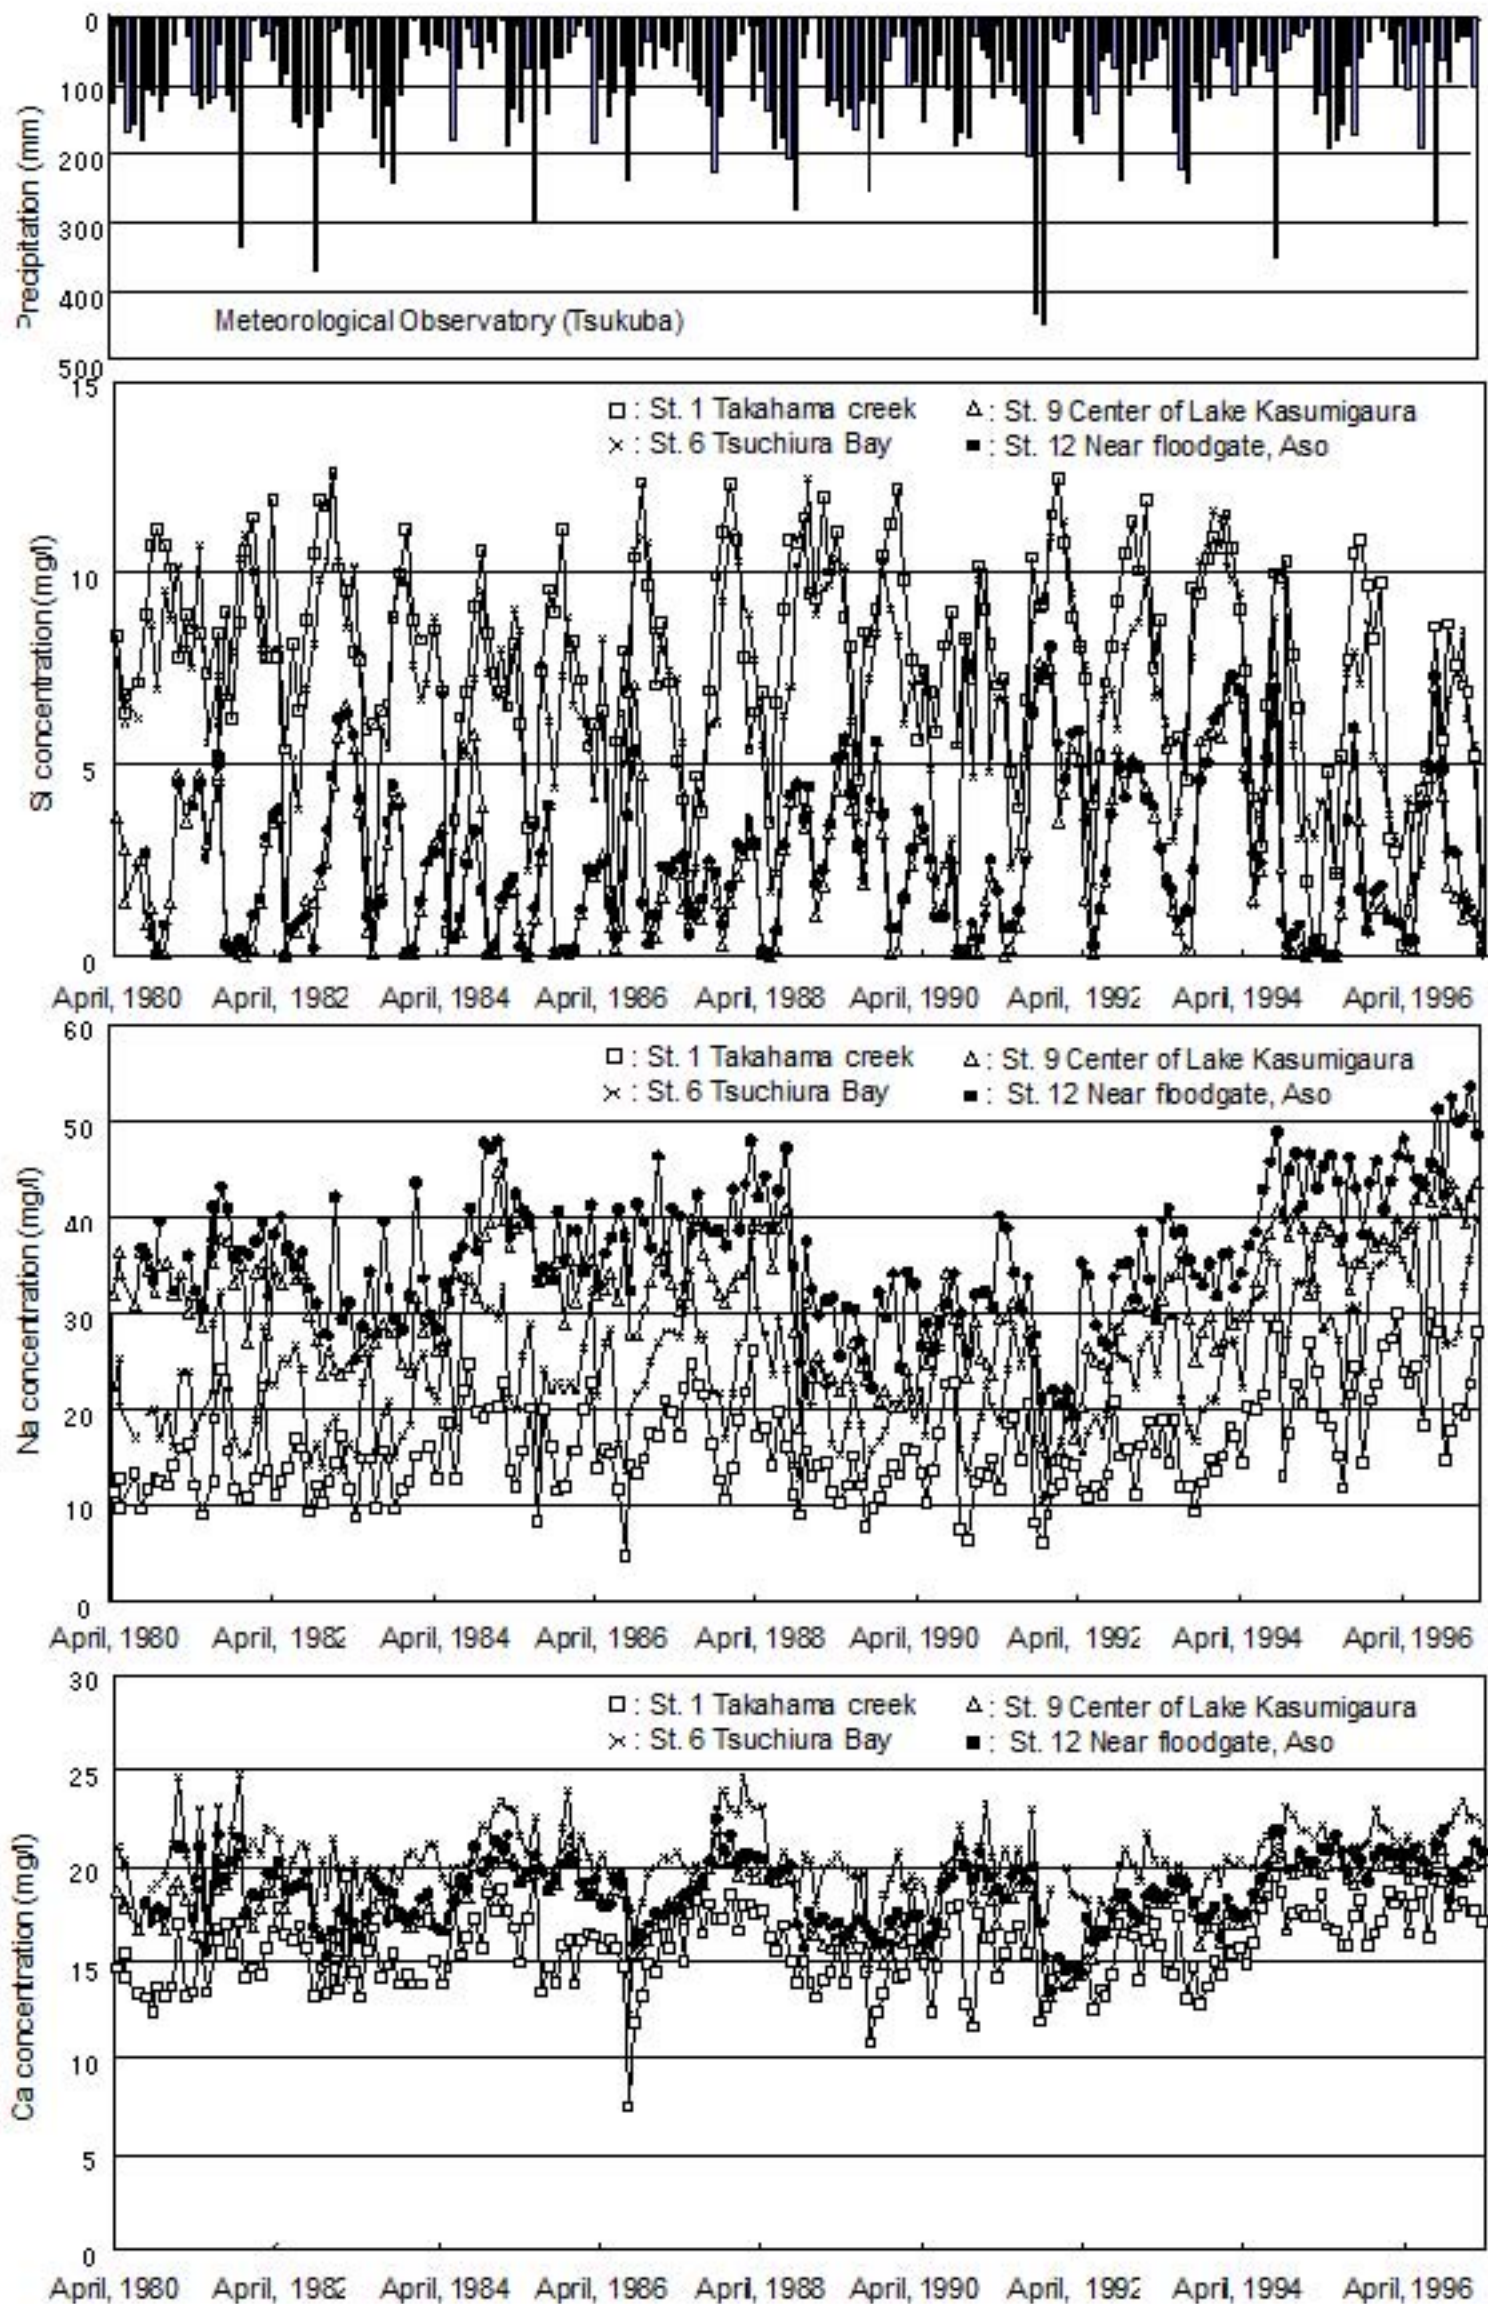 0
100
200
300
400
500
Precipitation (mm)
Meteorological Observatory (Tsukuba)
15
10
5
0
Si concentration (mg/l)
□ : St. 1 Takahama creek △ : St. 9 Center of Lake Kasumigaura
× : St. 6 Tsuchiura Bay ■ : St. 12 Near floodgate, Aso
April, 1980 April, 1982 April, 1984 April, 1986 April, 1988 April, 1990 April, 1992 April, 1994 April, 1996
60
50
40
30
20
10
0
Na concentration (mg/l)
□ : St. 1 Takahama creek △ : St. 9 Center of Lake Kasumigaura
× : St. 6 Tsuchiura Bay ■ : St. 12 Near floodgate, Aso
April, 1980 April, 1982 April, 1984 April, 1986 April, 1988 April, 1990 April, 1992 April, 1994 April, 1996
30
25
20
15
10
5
0
Ca concentration (mg/l)
□ : St. 1 Takahama creek △ : St. 9 Center of Lake Kasumigaura
× : St. 6 Tsuchiura Bay ■ : St. 12 Near floodgate, Aso
April, 1980 April, 1982 April, 1984 April, 1986 April, 1988 April, 1990 April, 1992 April, 1994 April, 1996